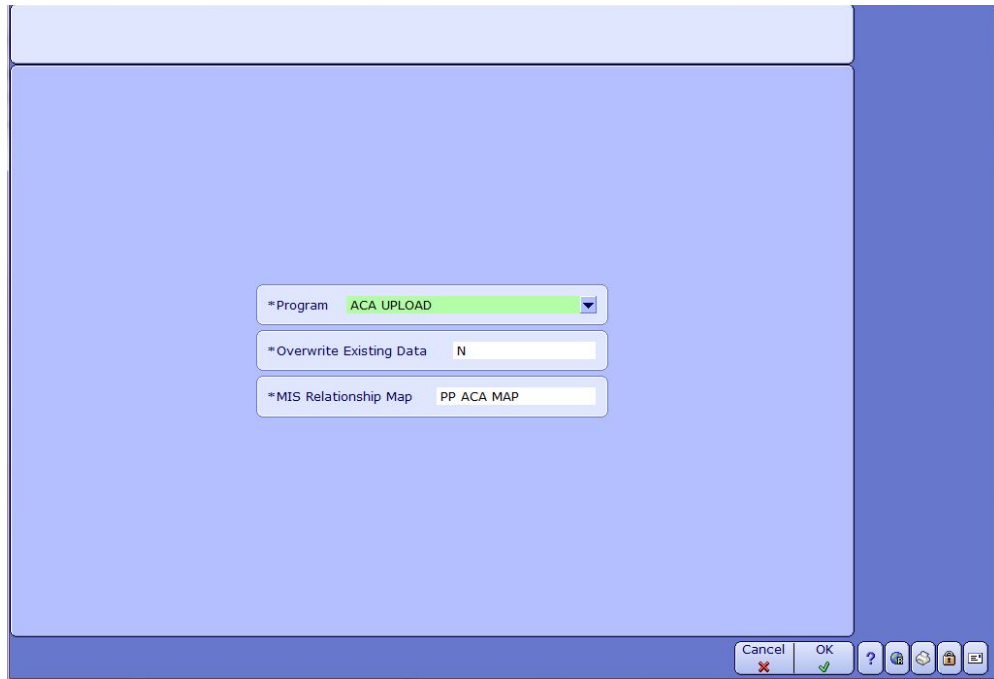 *Program ACA UPLOAD
*Overwrite Existing Data N
*MIS Relationship Map PP ACA MAP
Cancel OK ?